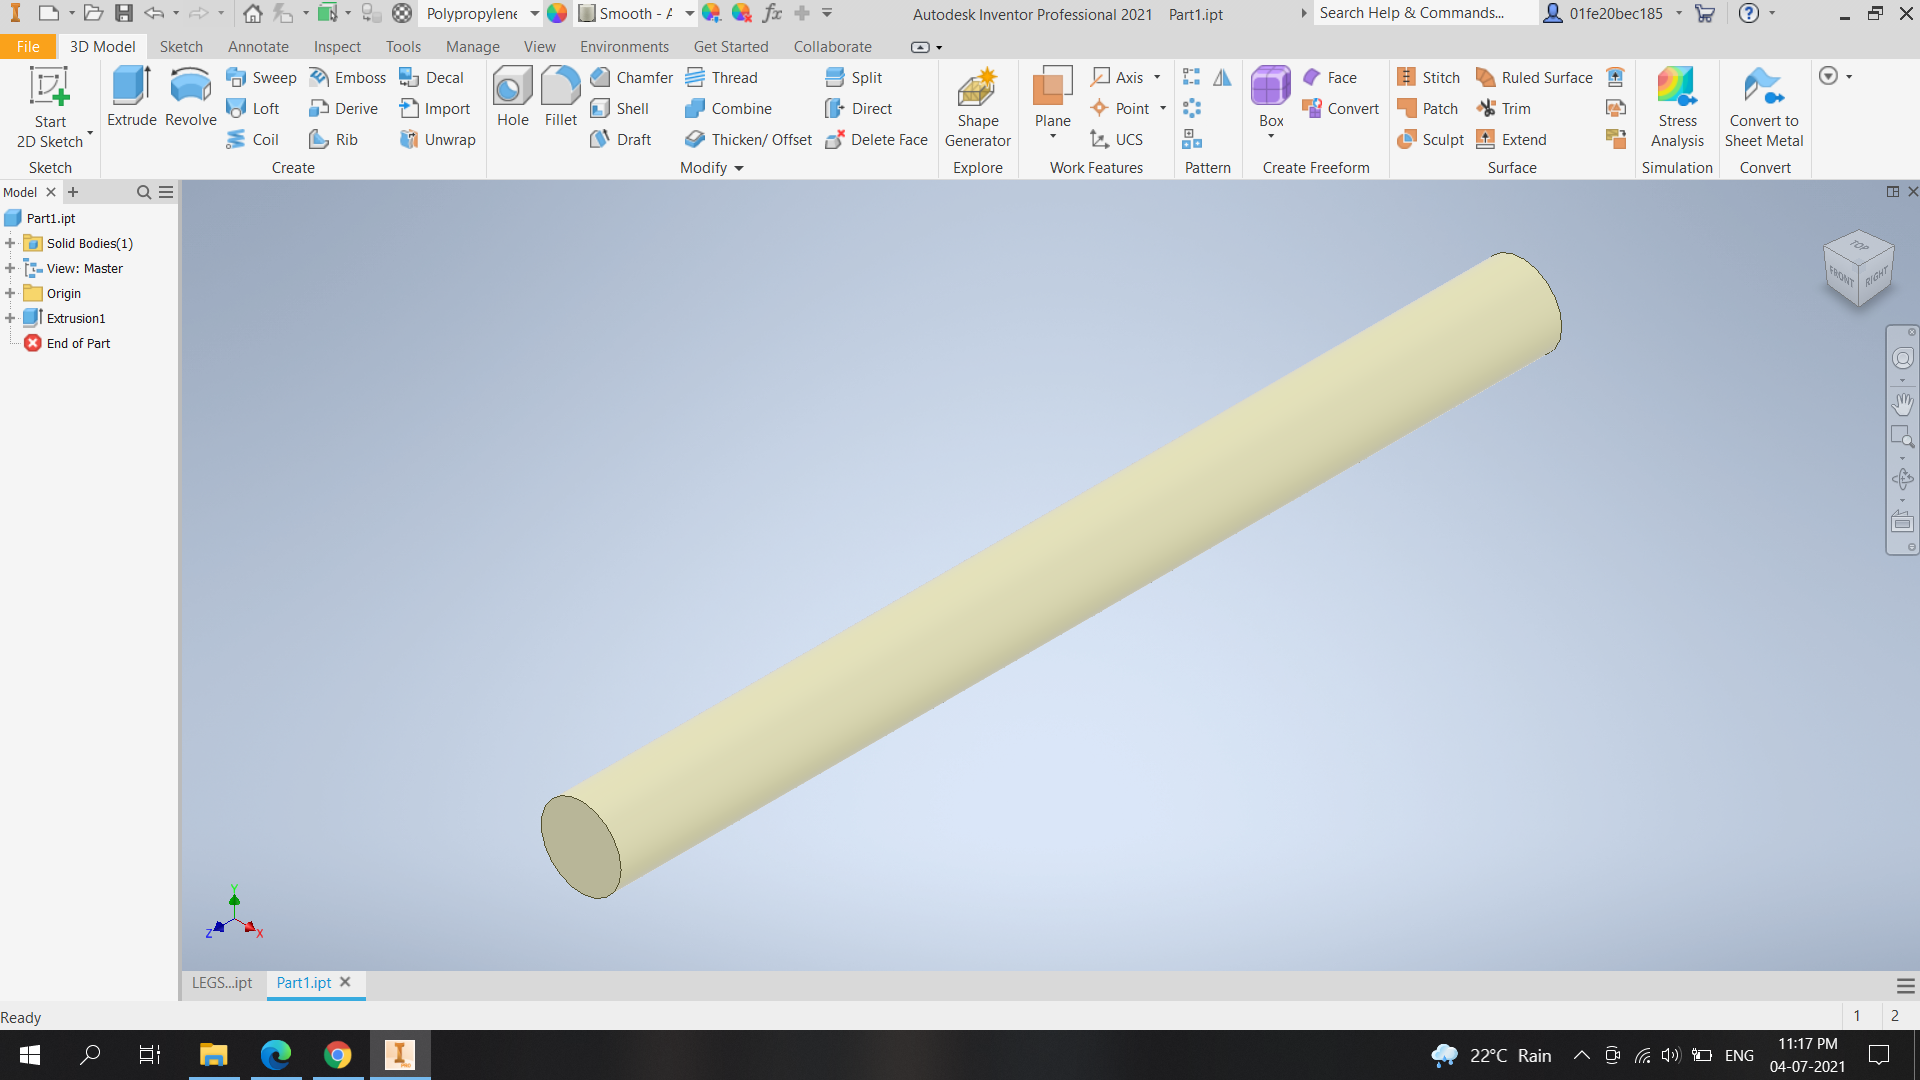 Polypropylene
Smooth - A
fx
Autodesk Inventor Professional 2021 Part1.ipt
Search Help & Commands...
01fe20bec185
File 3D Model Sketch Annotate Inspect Tools Manage View Environments Get Started Collaborate
Start 2D Sketch
Sketch
Extrude Revolve
Sweep Emboss Decal
Loft Derive Import
Coil Rib Unwrap
Create
Hole Fillet
Chamfer Thread Split
Shell Combine Direct
Draft Thicken/ Offset Delete Face
Modify
Shape Generator
Explore
Plane
Axis
Point
UCS
Work Features
Pattern
Box
Face
Convert
Create Freeform
Stitch Ruled Surface
Patch Trim
Sculpt Extend
Surface
Stress Analysis
Simulation
Convert to Sheet Metal
Convert
Model
Part1.ipt
Solid Bodies(1)
View: Master
Origin
Extrusion1
End of Part
TOP
FRONT RIGHT
Y
Z X
LEGS...ipt Part1.ipt
Ready
1 2
22°C Rain
ENG
11:17 PM
04-07-2021